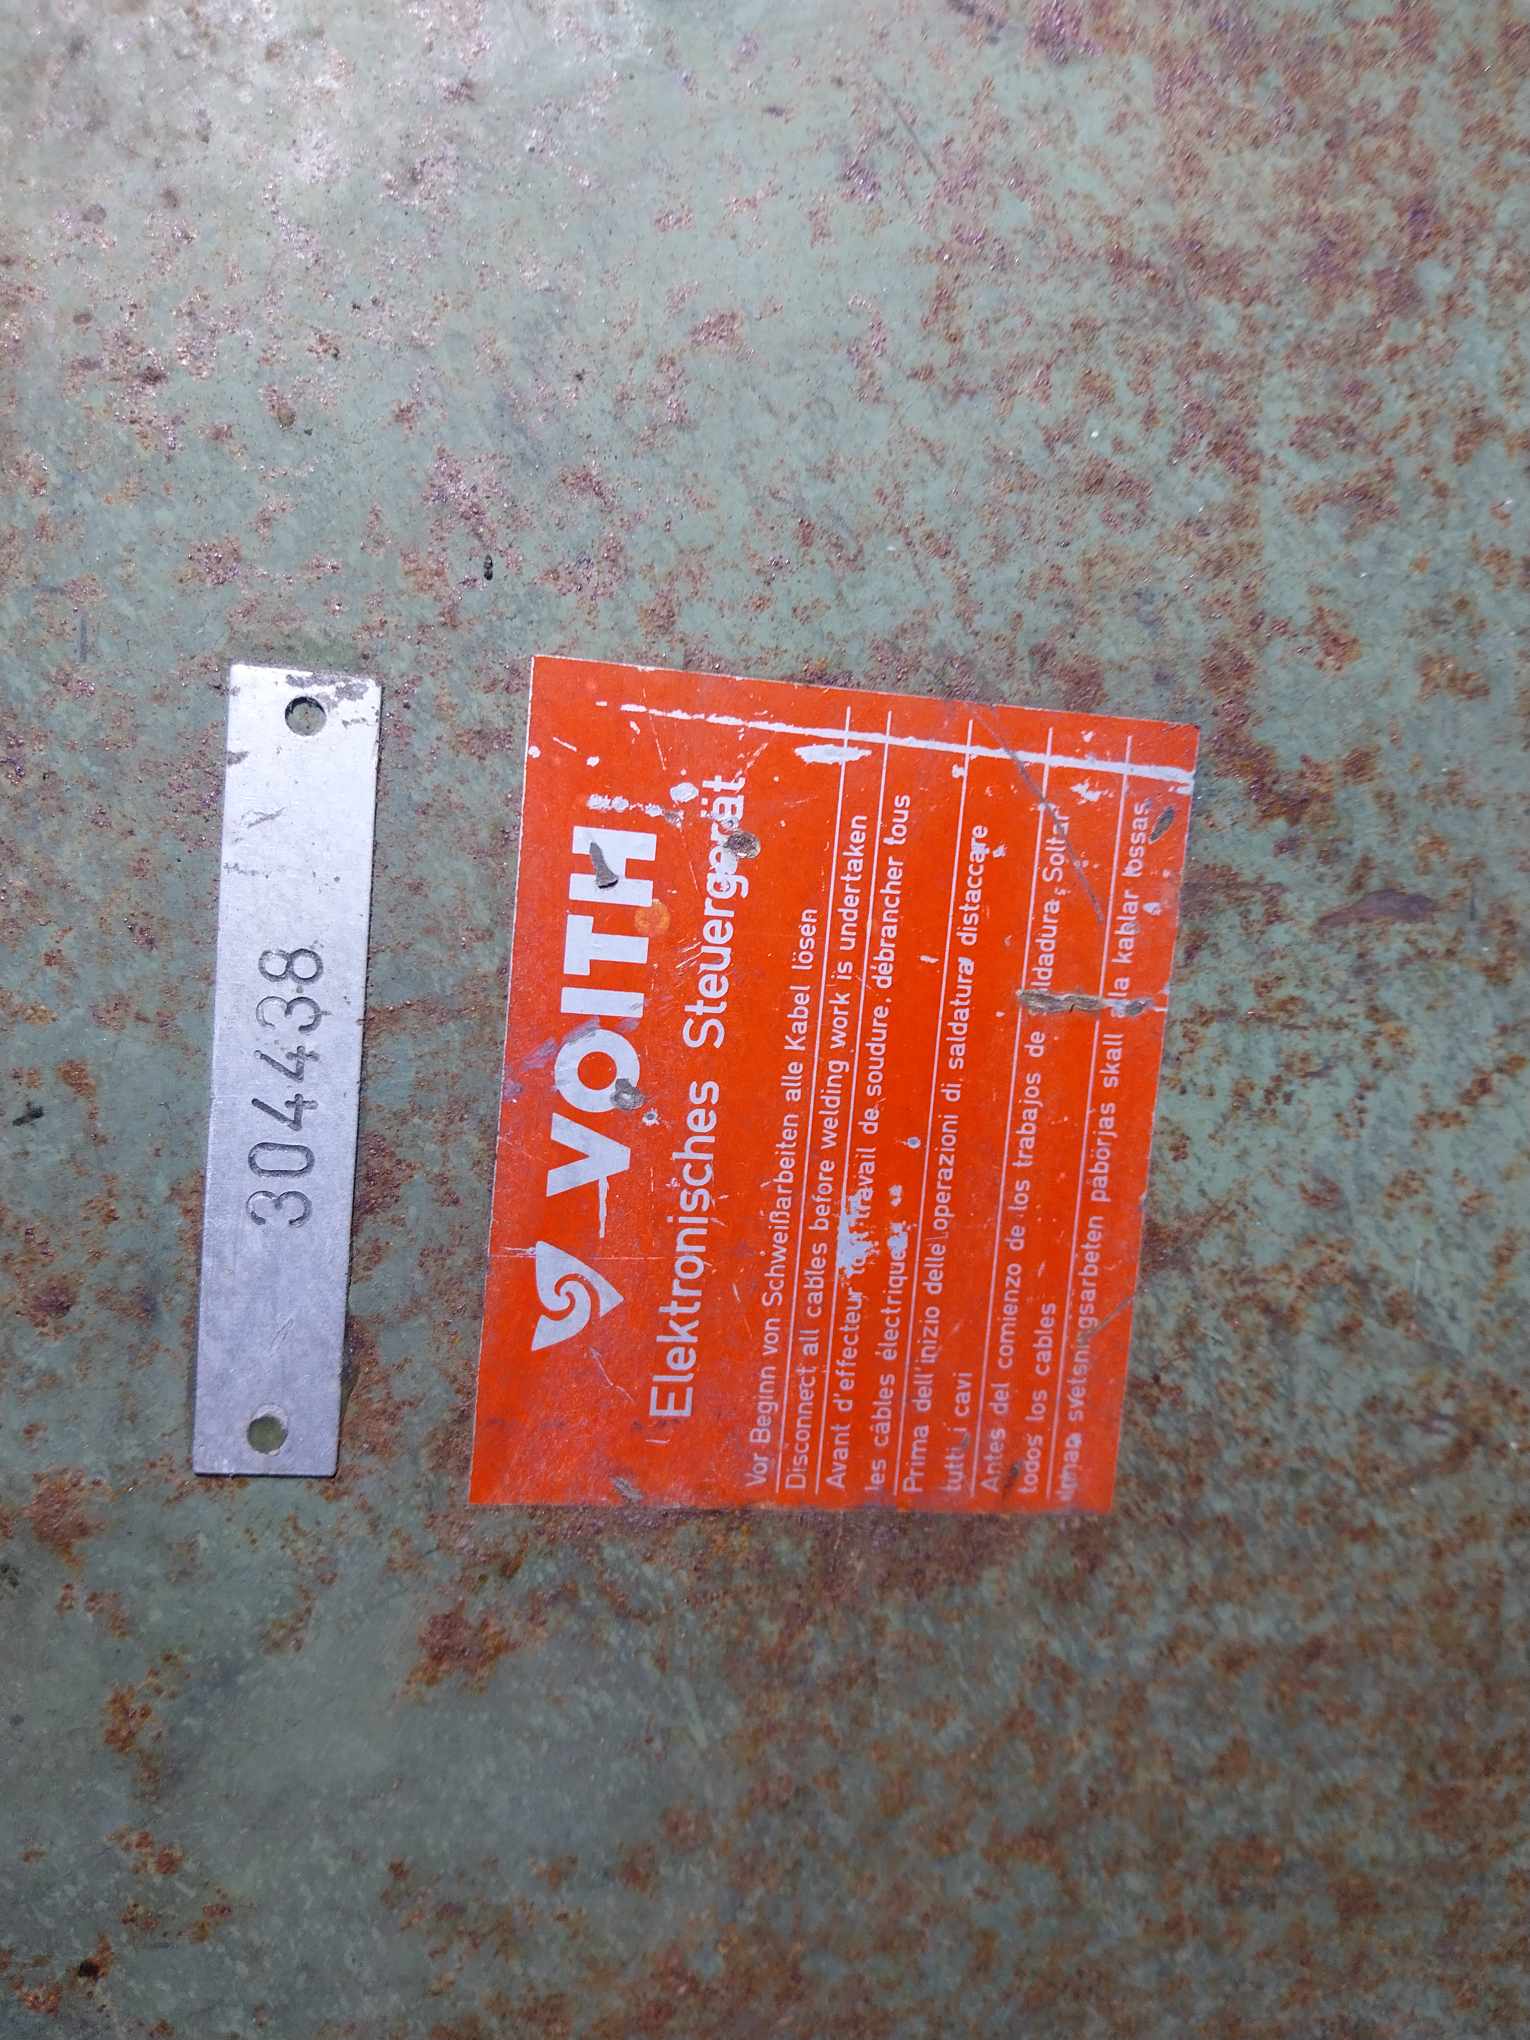 304438
VOITH
Elektronisches Steuergerät
Vor Beginn von Schweißarbeiten alle Kabel lösen
Disconnect all cables before welding work is undertaken
Avant d'effecteur tout travail de soudure, débrancher tous
les câbles électriques
Prima dell'inizio delle operazioni di saldatura distaccare
tutti i cavi
Antes del comienzo de los trabajos de soldadura, Soltar
todos los cables
svetsningsarbeten påbörjas skall alla kablar lossas